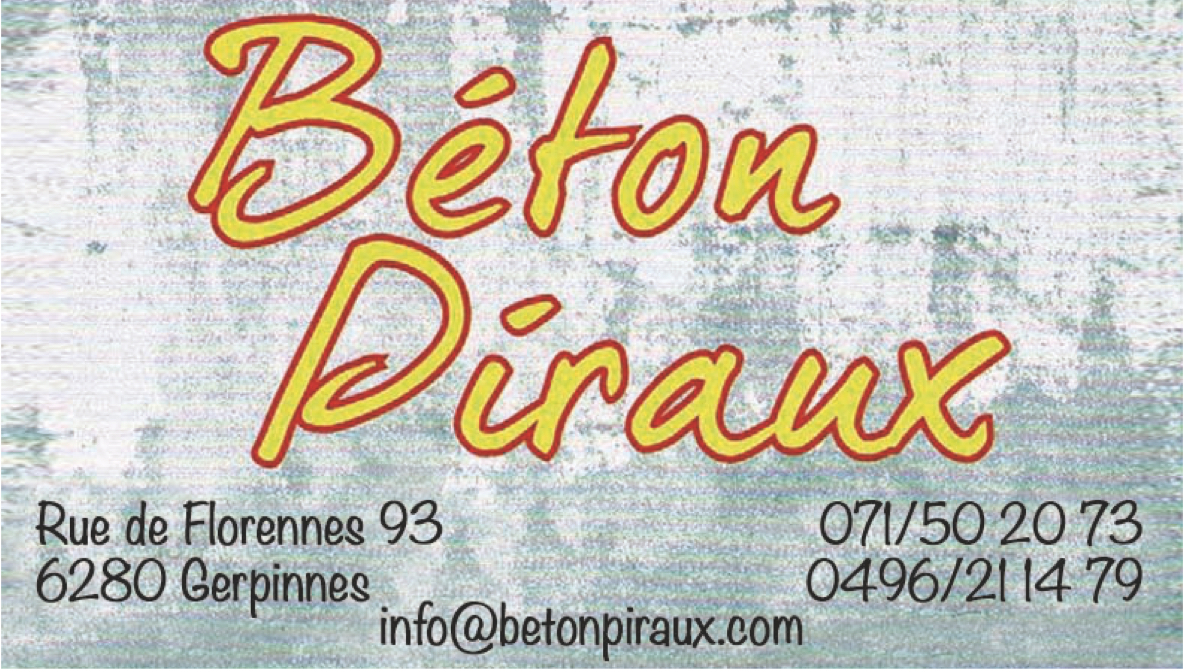 Béton
Piraux
Rue de Florennes 93
071/50 20 73
6280 Gerpinnes
0496/21 14 79
info@betonpiraux.com